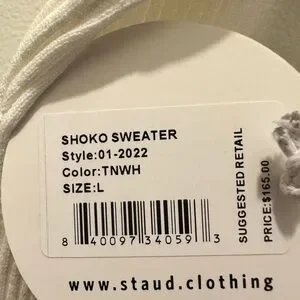 SHOKO SWEATER
Style:01-2022
Color:TNWH
SIZE:L
8 40097 34059 3
SUGGESTED RETAIL
PRICE:$165.00
www.staud.clothing